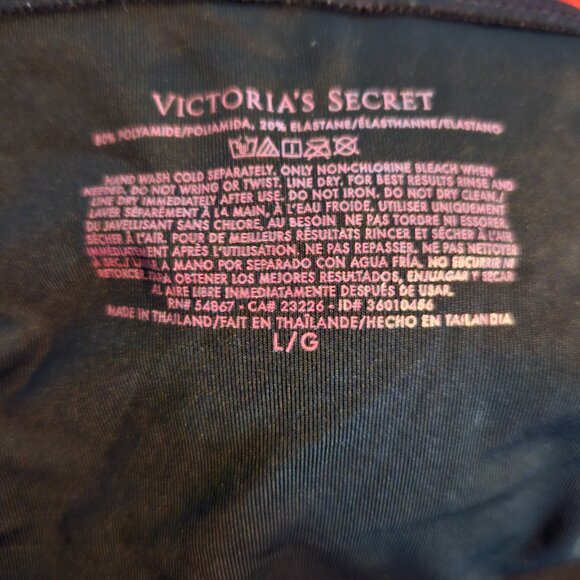 VICTORIA'S SECRET
80% POLYAMIDE/POLIAMIDA, 20% ELASTANE/ÉLASTHANNE/ELASTANO
HAND WASH COLD SEPARATELY. ONLY NON-CHLORINE BLEACH WHEN
NEEDED. DO NOT WRING OR TWIST. LINE DRY. FOR BEST RESULTS RINSE AND
LINE DRY IMMEDIATELY AFTER USE. DO NOT IRON. DO NOT DRY CLEAN./
LAVER SÉPARÉMENT À LA MAIN, À L'EAU FROIDE. UTILISER UNIQUEMENT
DU JAVELLISANT SANS CHLORE, AU BESOIN. NE PAS TORDRE NI ESSORER.
SÉCHER À L'AIR. POUR DE MEILLEURS RÉSULTATS RINCER ET SÉCHER À L'AIR
IMMÉDIATEMENT APRÈS L'UTILISATION. NE PAS REPASSER. NE PAS NETTOYER
À SEC./ A MANO POR SEPARADO CON AGUA FRÍA. NO
RETORCER. PARA OBTENER LOS MEJORES RESULTADOS, ENJUAGAR Y SECAR
AL AIRE LIBRE INMEDIATAMENTE DESPUÉS DE USAR.
RN# 54867 · CA# 23226 · ID# 36010456
MADE IN THAILAND/FAIT EN THAÏLANDE/HECHO EN TAILANDIA
L/G